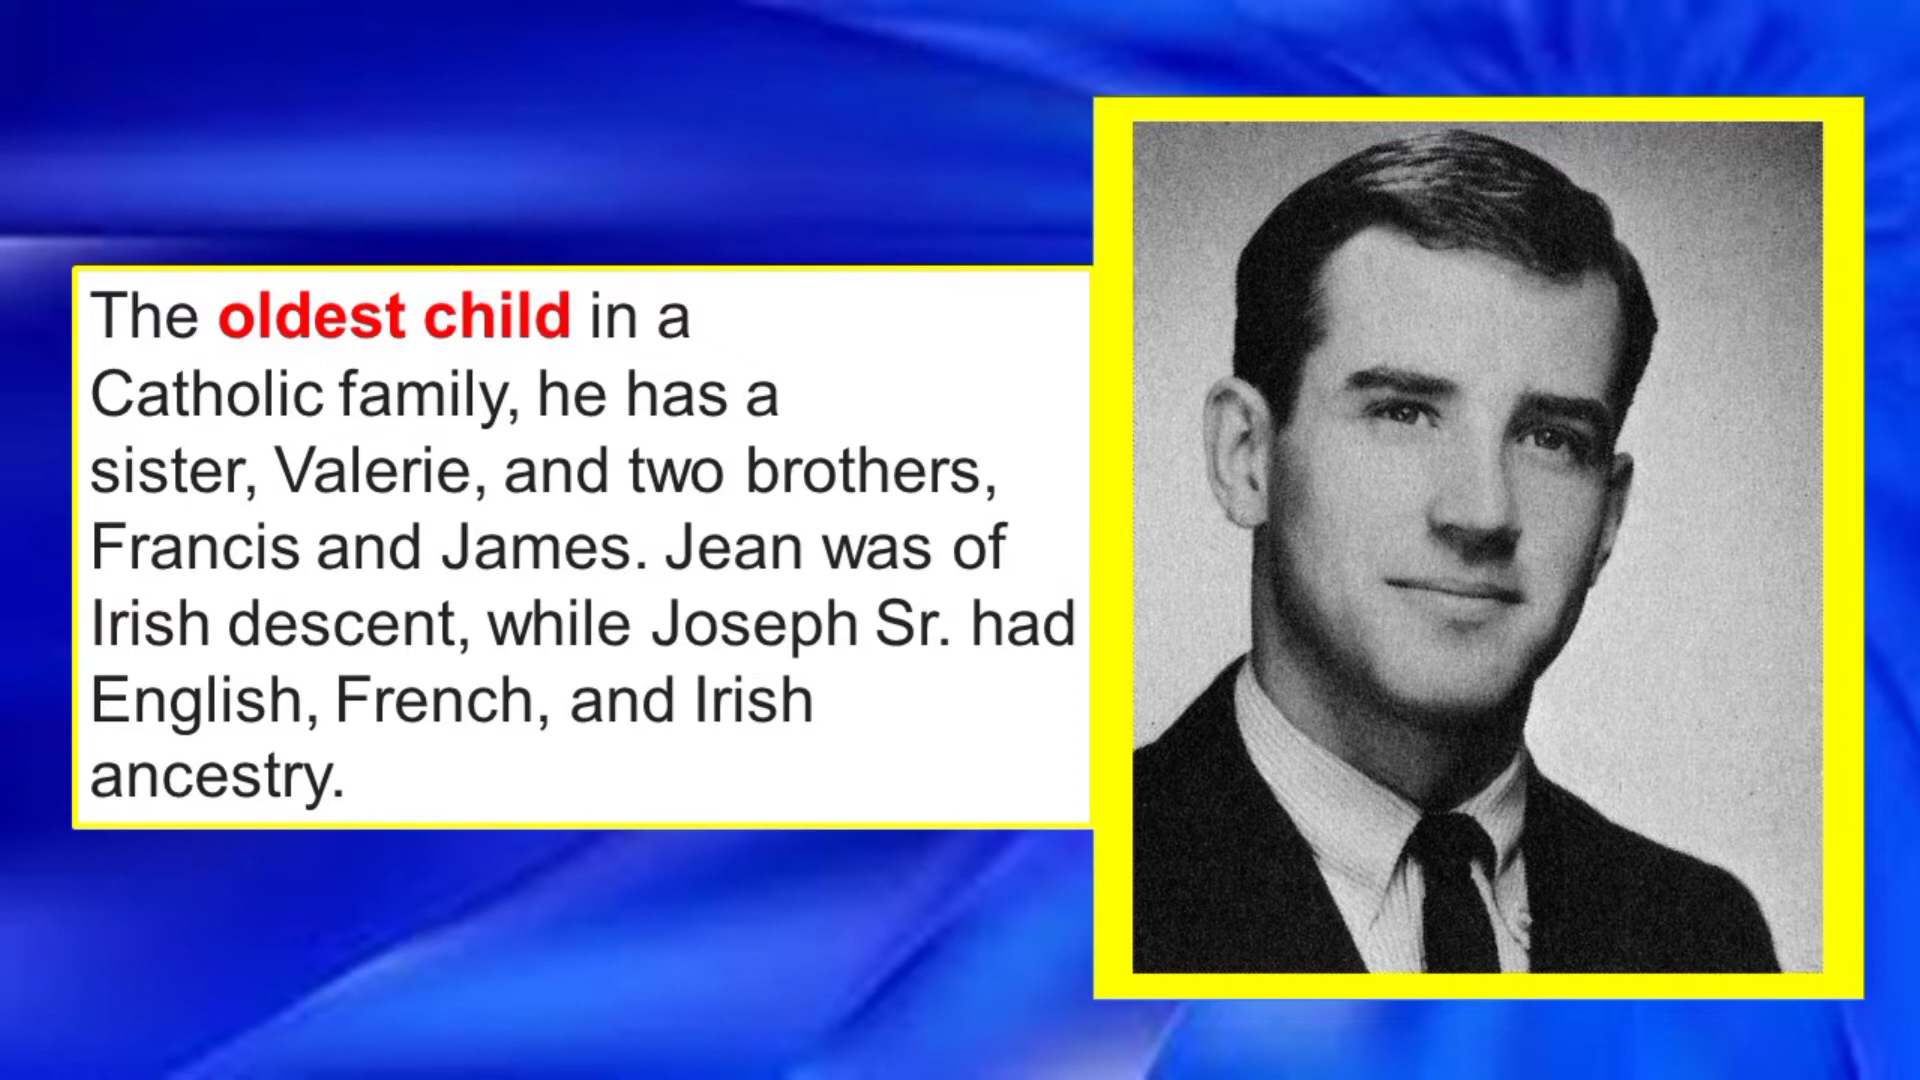 The oldest child in a
Catholic family, he has a
sister, Valerie, and two brothers,
Francis and James. Jean was of
Irish descent, while Joseph Sr. had
English, French, and Irish
ancestry.